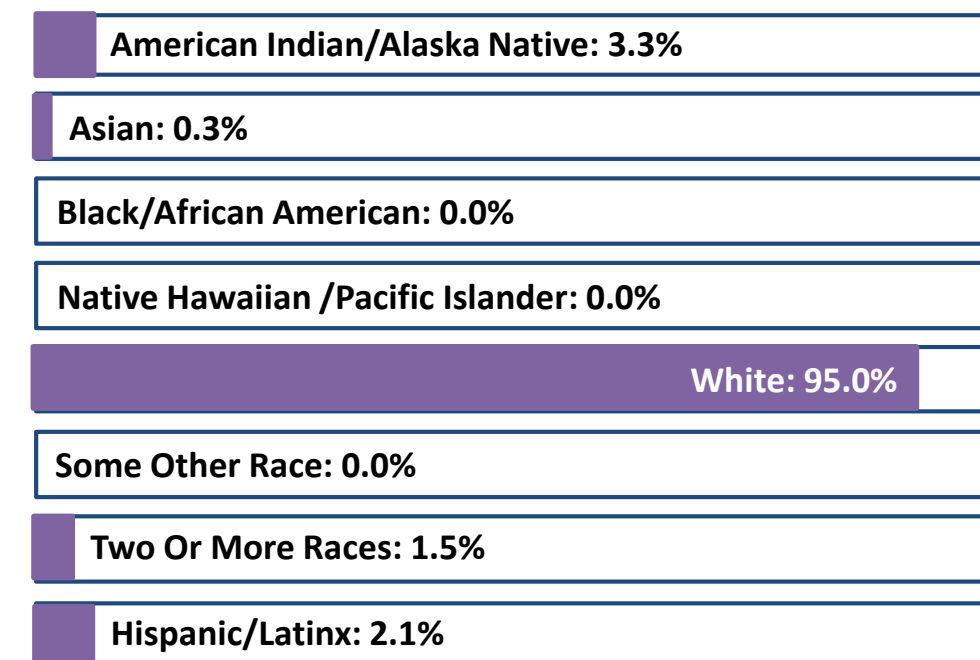 American Indian/Alaska Native: 3.3%
Asian: 0.3%
Black/African American: 0.0%
Native Hawaiian /Pacific Islander: 0.0%
White: 95.0%
Some Other Race: 0.0%
Two Or More Races: 1.5%
Hispanic/Latinx: 2.1%